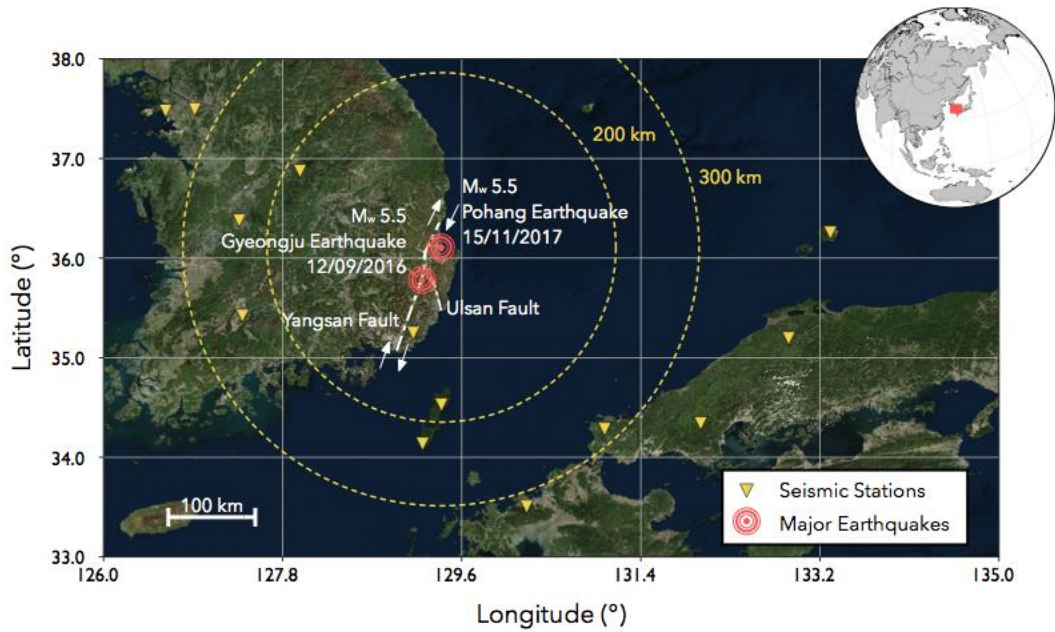 38.0
37.0
36.0
35.0
34.0
33.0
Latitude (°)
126.0
127.8
129.6
131.4
133.2
135.0
Longitude (°)
200 km
300 km
Mw 5.5
Pohang Earthquake
15/11/2017
Mw 5.5
Gyeongju Earthquake
12/09/2016
Ulsan Fault
Yangsan Fault
100 km
Seismic Stations
Major Earthquakes